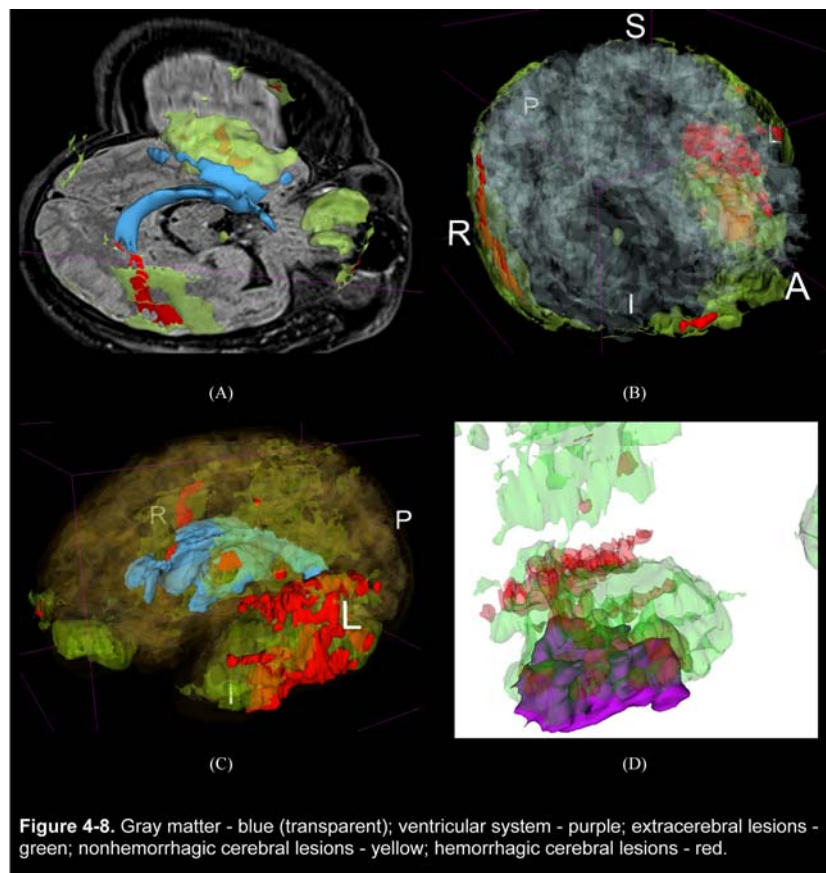 S
P
L
R
A
I
(A)
(B)
R
P
L
I
(C)
(D)
Figure 4-8. Gray matter - blue (transparent); ventricular system - purple; extracerebral lesions -
green; nonhemorrhagic cerebral lesions - yellow; hemorrhagic cerebral lesions - red.